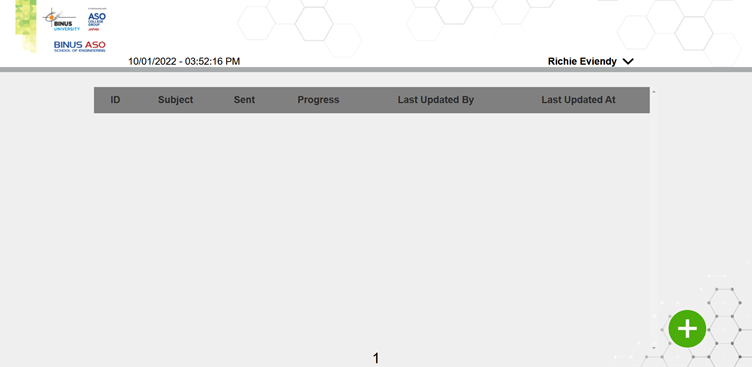 BINUS
UNIVERSITY
ASO
COLLEGE
GROUP
JAPAN
BINUS ASO
SCHOOL OF ENGINEERING
10/01/2022 - 03:52:16 PM
Richie Eviendy
ID Subject Sent Progress Last Updated By Last Updated At
1